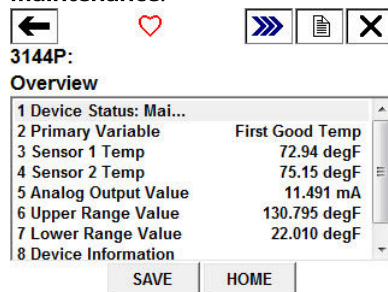 3144P:
Overview
1 Device Status: Mai...
2 Primary Variable First Good Temp
3 Sensor 1 Temp 72.94 degF
4 Sensor 2 Temp 75.15 degF
5 Analog Output Value 11.491 mA
6 Upper Range Value 130.795 degF
7 Lower Range Value 22.010 degF
8 Device Information
SAVE HOME